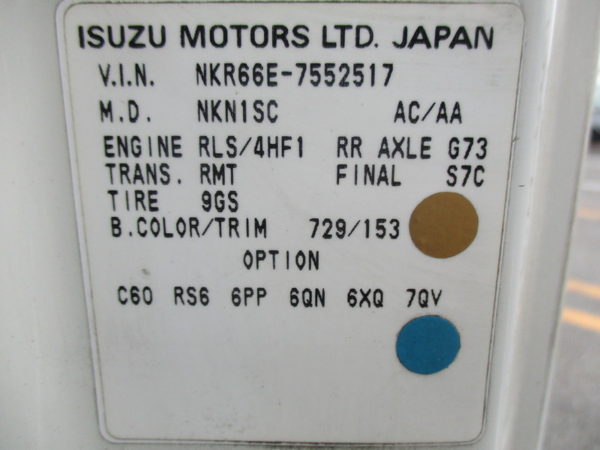 ISUZU MOTORS LTD. JAPAN
V.I.N. NKR66E-7552517
M.D. NKN1SC AC/AA
ENGINE RLS/4HF1 RR AXLE G73
TRANS. RMT FINAL S7C
TIRE 9GS
B.COLOR/TRIM 729/153
OPTION
C60 RS6 6PP 6QN 6XQ 7QV